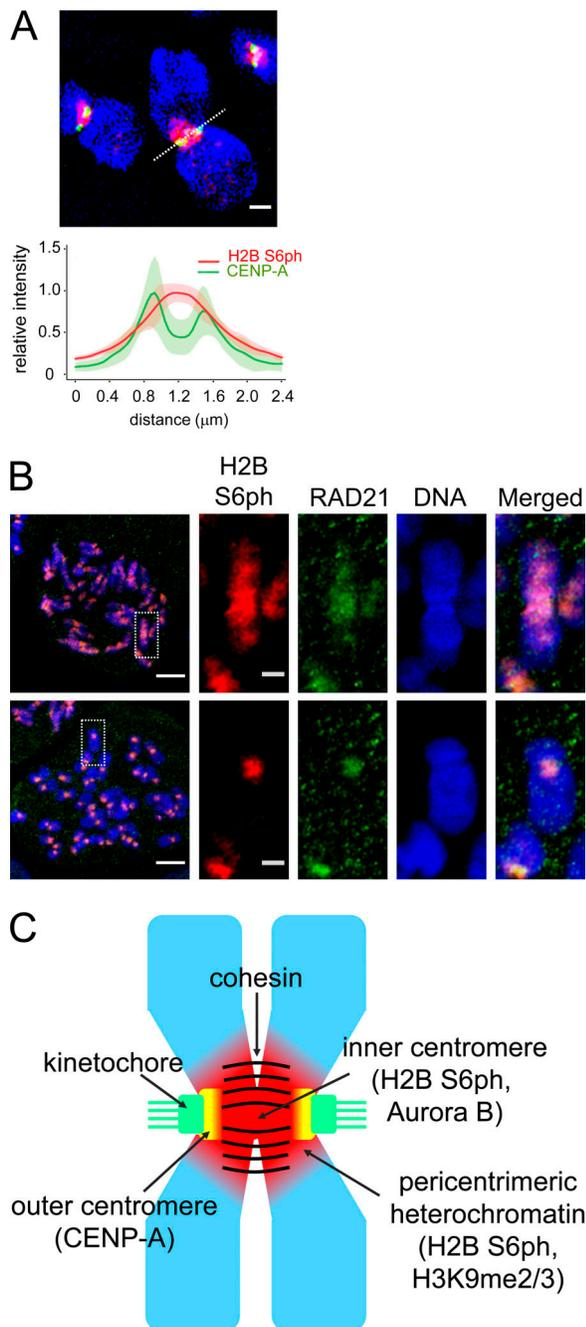 A
1.5
1.0
0.5
0
relative intensity
H2B S6ph
CENP-A
0 0.4 0.8 1.2 1.6 2.0 2.4
distance (μm)
B
H2B
S6ph
RAD21
DNA
Merged
C
cohesin
kinetochore
inner centromere
(H2B S6ph,
Aurora B)
outer centromere
(CENP-A)
pericentrimeric
heterochromatin
(H2B S6ph,
H3K9me2/3)